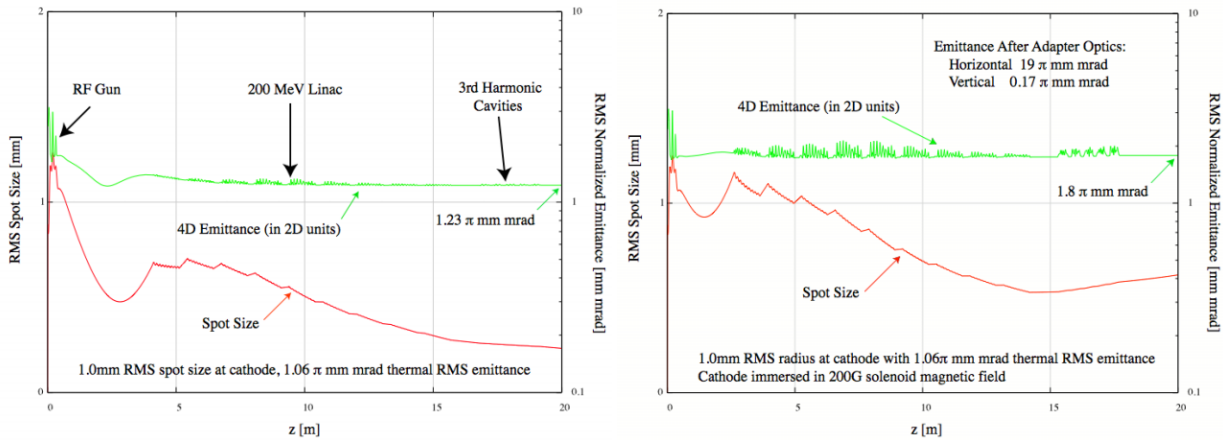 2
10
RF Gun
200 MeV Linac
3rd Harmonic
Cavities
RMS Spot Size [mm]
1
1
RMS Normalized Emittance [mm mrad]
4D Emittance (in 2D units)
1.23 π mm mrad
Spot Size
1.0mm RMS spot size at cathode, 1.06 π mm mrad thermal RMS emittance
0
0.1
0
5
10
15
20
z [m]
2
10
Emittance After Adapter Optics:
Horizontal 19 π mm mrad
Vertical 0.17 π mm mrad
4D Emittance (in 2D units)
RMS Spot Size [mm]
1
1
RMS Normalized Emittance [mm mrad]
1.8 π mm mrad
Spot Size
1.0mm RMS radius at cathode with 1.06π mm mrad thermal RMS emittance
Cathode immersed in 200G solenoid magnetic field
0
0.1
0
5
10
15
20
z [m]